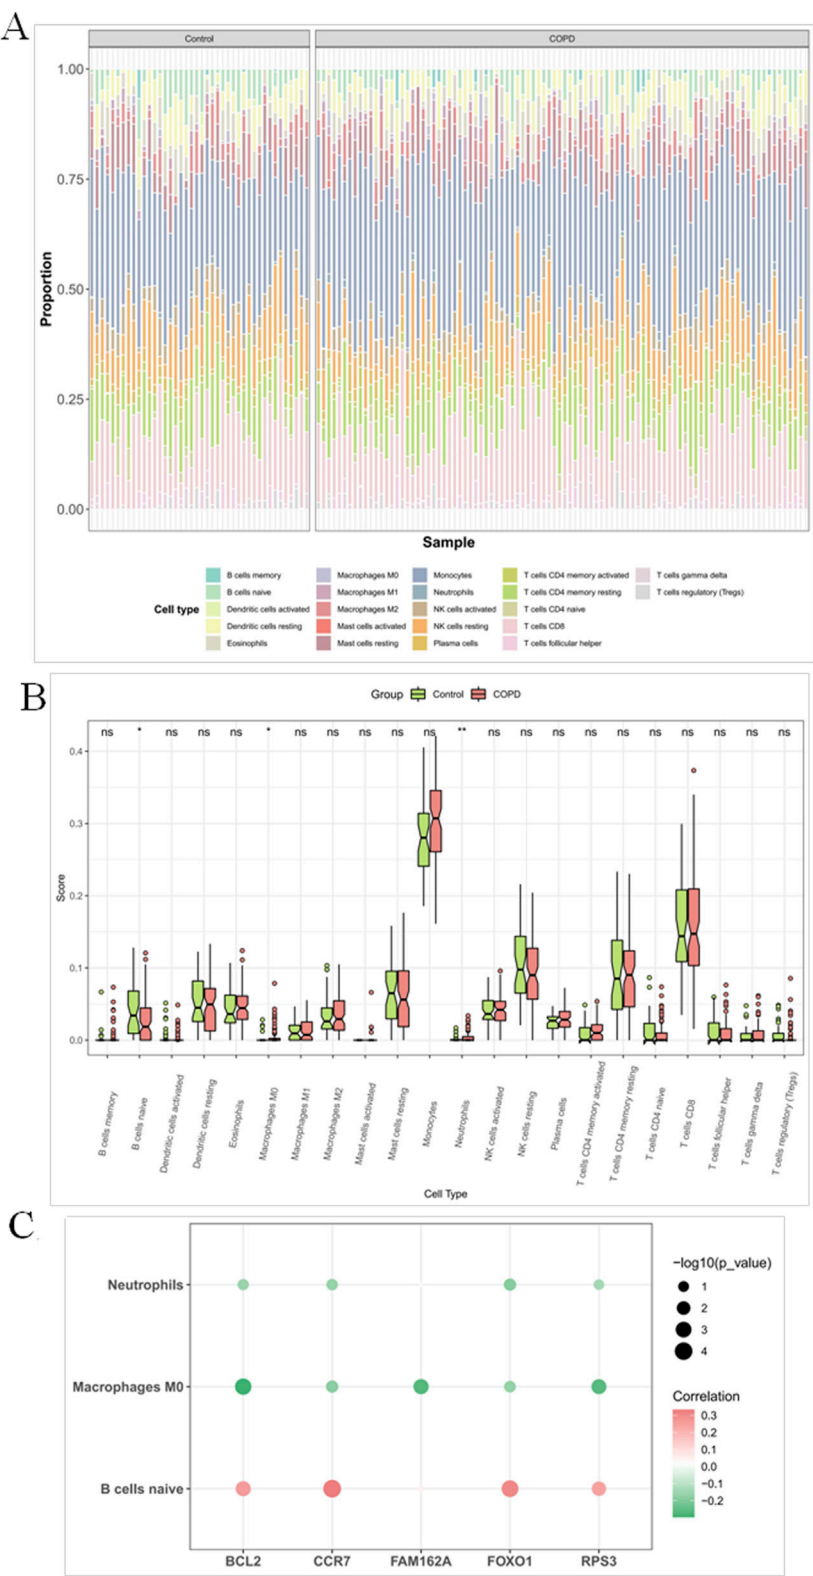 A
Control COPD
1.00
0.75
0.50
0.25
0.00
Proportion
Sample
Cell type
B cells memory
B cells naive
Dendritic cells activated
Dendritic cells resting
Eosinophils
Macrophages M0
Macrophages M1
Macrophages M2
Mast cells activated
Mast cells resting
Monocytes
Neutrophils
NK cells activated
NK cells resting
Plasma cells
T cells CD4 memory activated
T cells CD4 memory resting
T cells CD4 naive
T cells CD8
T cells follicular helper
T cells gamma delta
T cells regulatory (Tregs)
B
Group Control COPD
ns * ns ns ns * ns ns ns ns ns ** ns ns ns ns ns ns ns ns ns ns
0.4
0.3
0.2
0.1
0.0
Score
B cells memory
B cells naive
Dendritic cells activated
Dendritic cells resting
Eosinophils
Macrophages M0
Macrophages M1
Macrophages M2
Mast cells activated
Mast cells resting
Monocytes
Neutrophils
NK cells activated
NK cells resting
Plasma cells
T cells CD4 memory activated
T cells CD4 memory resting
T cells CD4 naive
T cells CD8
T cells follicular helper
T cells gamma delta
T cells regulatory (Tregs)
Cell Type
C
Neutrophils
Macrophages M0
B cells naive
BCL2 CCR7 FAM162A FOXO1 RPS3
−log10(p_value)
1
2
3
4
Correlation
0.3
0.2
0.1
0.0
−0.1
−0.2